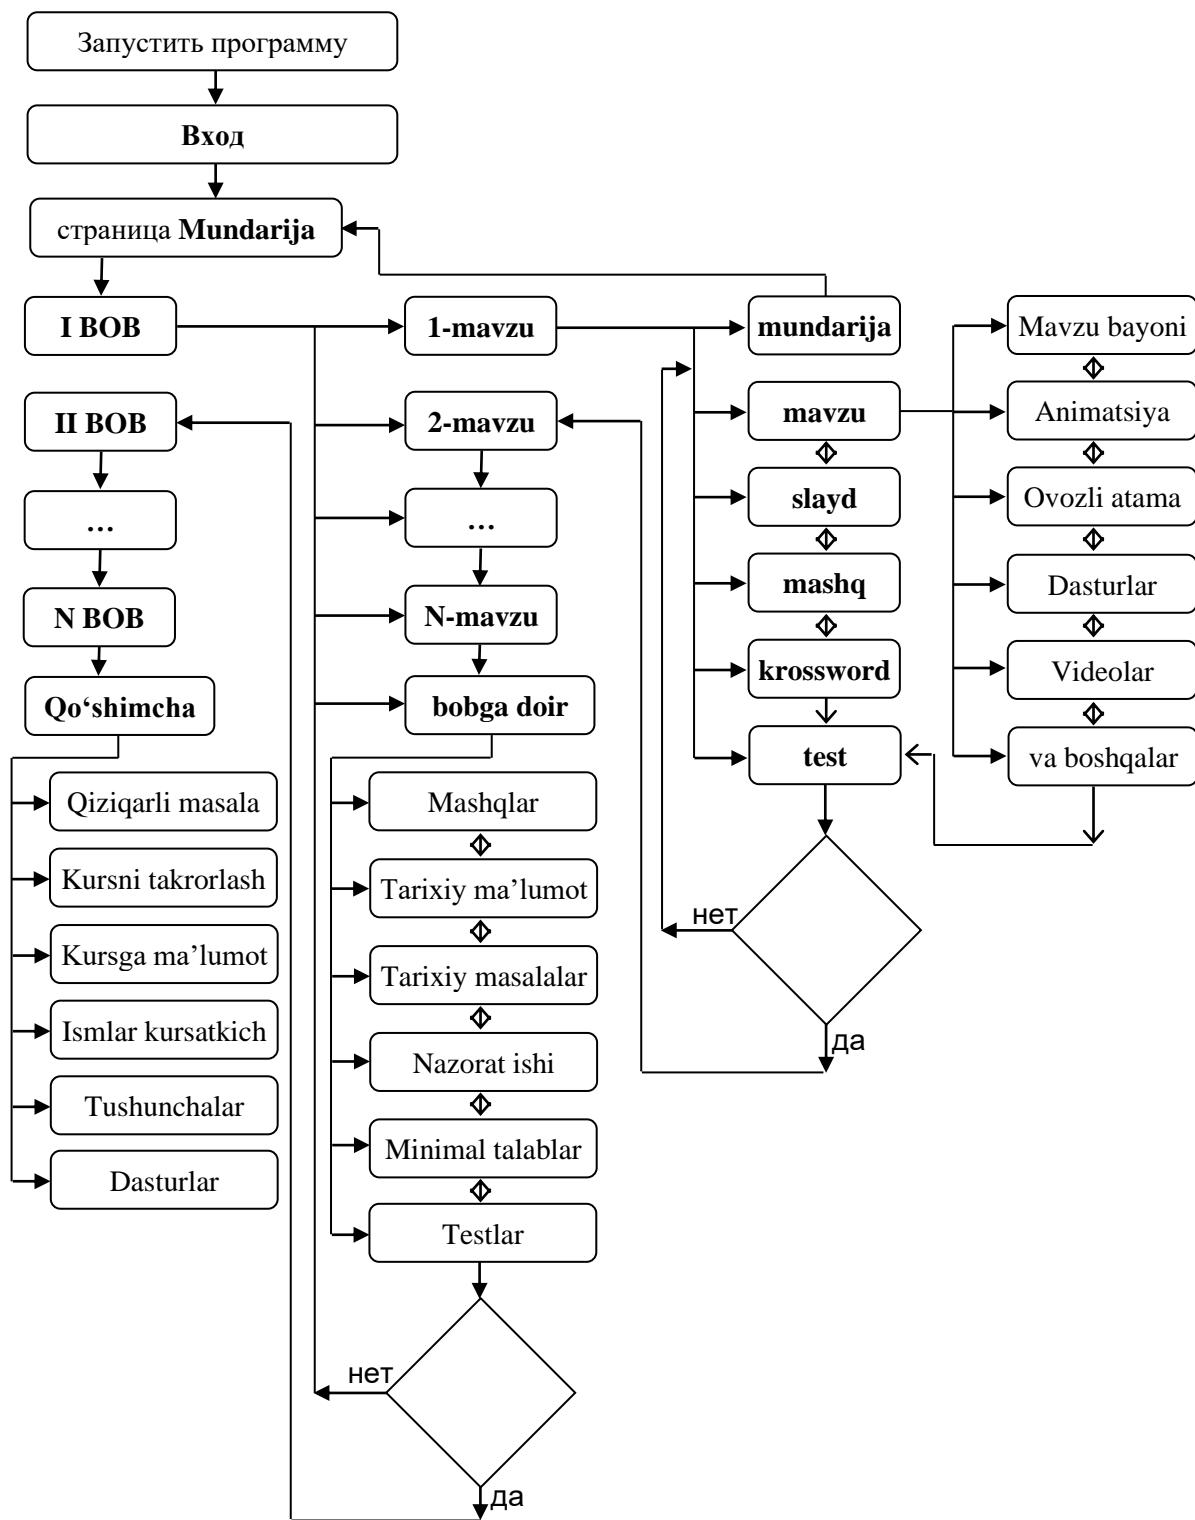 Запустить программу
Вход
страница Mundarija
I BOB
1-mavzu
mundarija
Mavzu bayoni
II BOB
2-mavzu
mavzu
Animatsiya
…
…
slayd
Ovozli atama
N BOB
N-mavzu
mashq
Dasturlar
Qo‘shimcha
bobga doir
krossword
Videolar
test
va boshqalar
Qiziqarli masala
Mashqlar
Kursni takrorlash
Tarixiy ma’lumot
нет
Kursga ma’lumot
Tarixiy masalalar
Ismlar kursatkich
Nazorat ishi
да
Tushunchalar
Minimal talablar
Dasturlar
Testlar
нет
да